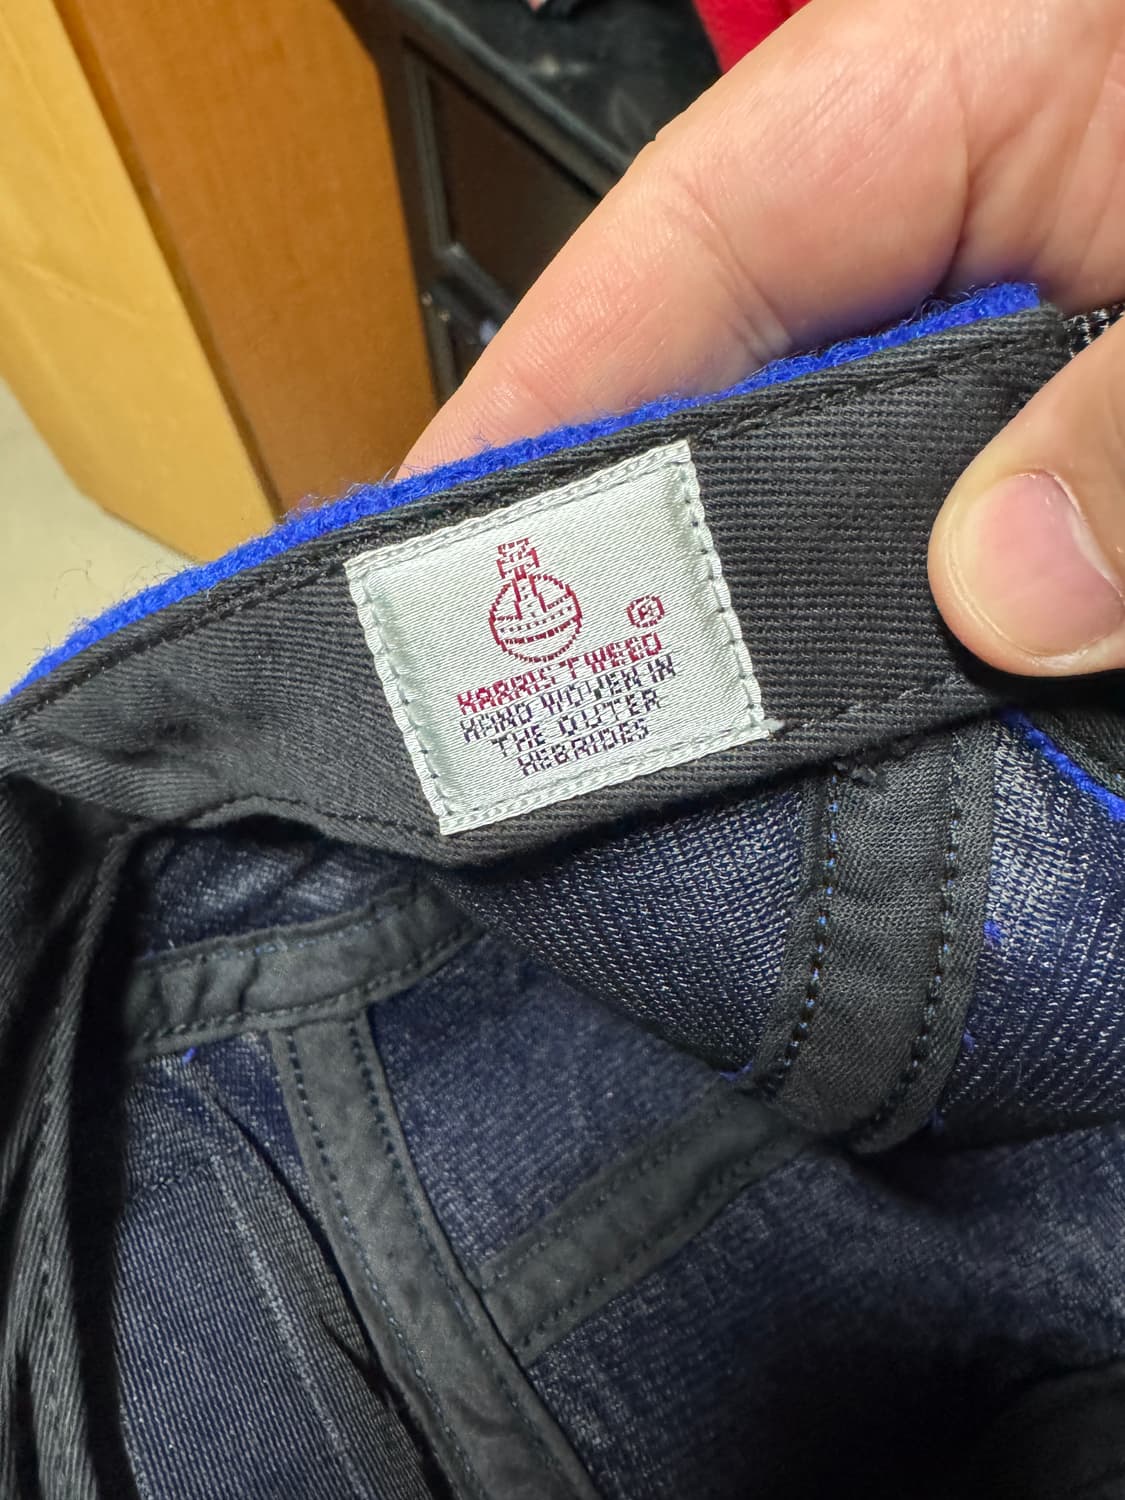 ®
HARRIS TWEED
HAND WOVEN IN
THE OUTER
HEBRIDES